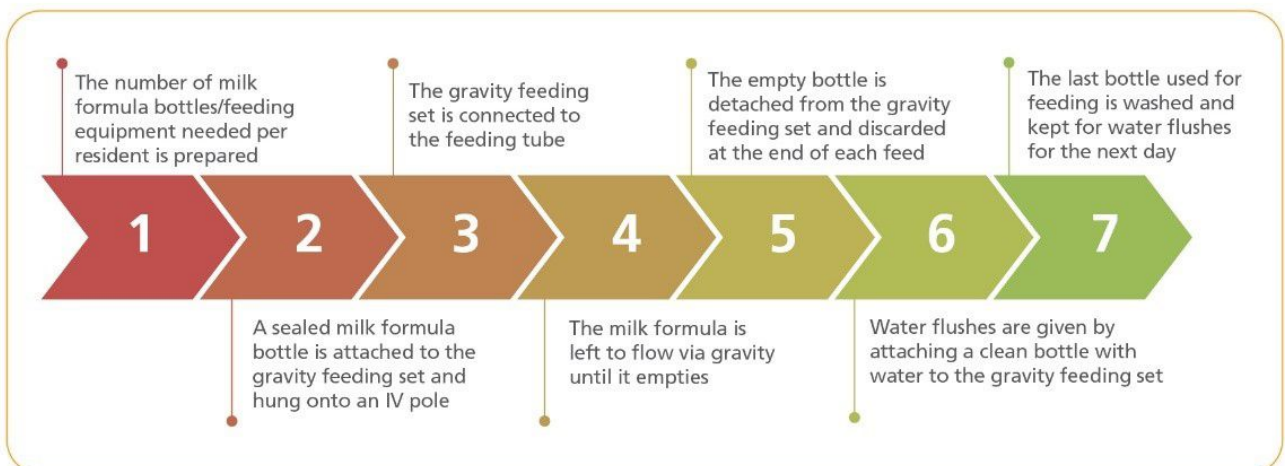 The number of milk
formula bottles/feeding
equipment needed per
resident is prepared
The gravity feeding
set is connected to
the feeding tube
The empty bottle is
detached from the gravity
feeding set and discarded
at the end of each feed
The last bottle used for
feeding is washed and
kept for water flushes
for the next day
1
2
3
4
5
6
7
A sealed milk formula
bottle is attached to the
gravity feeding set and
hung onto an IV pole
The milk formula is
left to flow via gravity
until it empties
Water flushes are given by
attaching a clean bottle with
water to the gravity feeding set